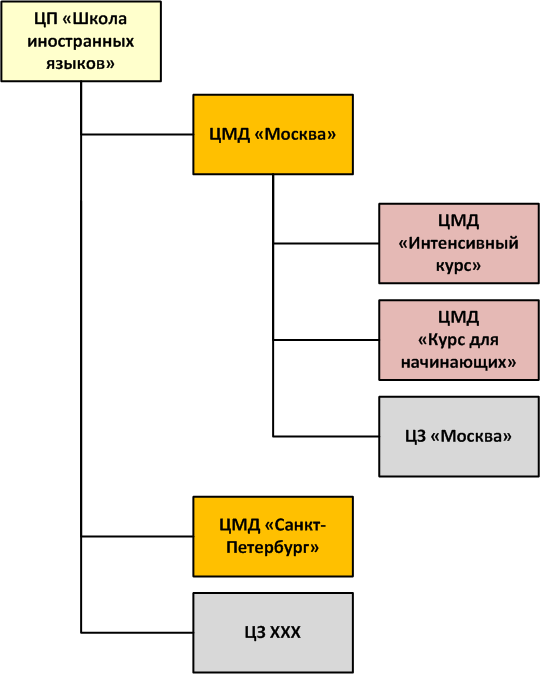 ЦП «Школа
иностранных
языков»
ЦМД «Москва»
ЦМД
«Интенсивный
курс»
ЦМД
«Курс для
начинающих»
ЦЗ «Москва»
ЦМД «Санкт-
Петербург»
ЦЗ ХХХ